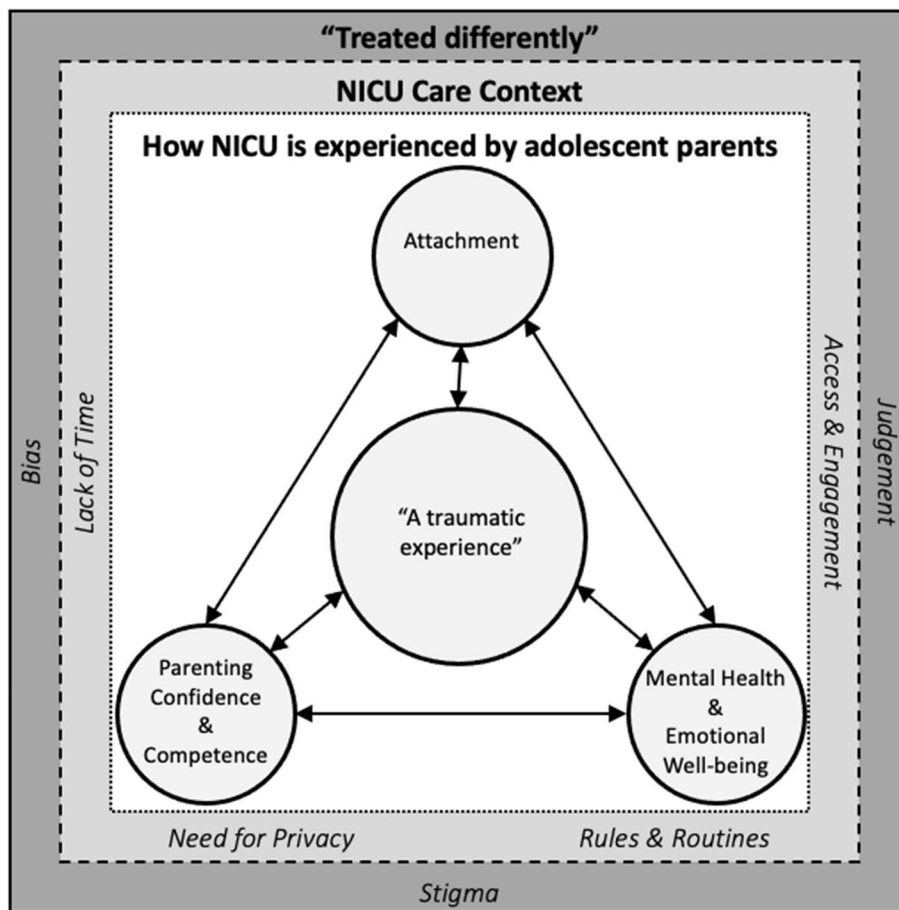 “Treated differently”
NICU Care Context
How NICU is experienced by adolescent parents
Attachment
“A traumatic
experience”
Parenting
Confidence
&
Competence
Mental Health
&
Emotional
Well-being
Bias
Lack of Time
Access & Engagement
Judgement
Need for Privacy
Rules & Routines
Stigma